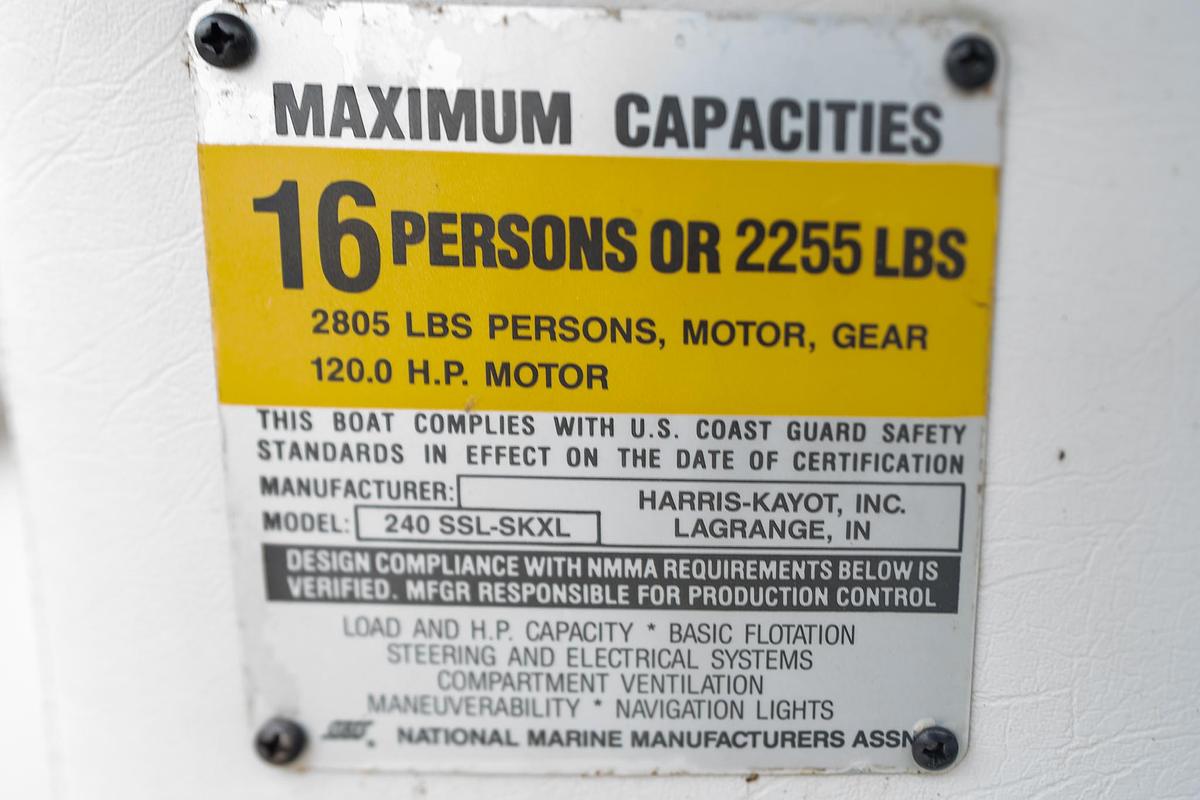 MAXIMUM CAPACITIES
16 PERSONS OR 2255 LBS
2805 LBS PERSONS, MOTOR, GEAR
120.0 H.P. MOTOR
THIS BOAT COMPLIES WITH U.S. COAST GUARD SAFETY
STANDARDS IN EFFECT ON THE DATE OF CERTIFICATION
MANUFACTURER: HARRIS-KAYOT, INC.
MODEL: 240 SSL-SKXL LAGRANGE, IN
DESIGN COMPLIANCE WITH NMMA REQUIREMENTS BELOW IS
VERIFIED. MFGR RESPONSIBLE FOR PRODUCTION CONTROL
LOAD AND H.P. CAPACITY * BASIC FLOTATION
STEERING AND ELECTRICAL SYSTEMS
COMPARTMENT VENTILATION
MANEUVERABILITY * NAVIGATION LIGHTS
NATIONAL MARINE MANUFACTURERS ASSN